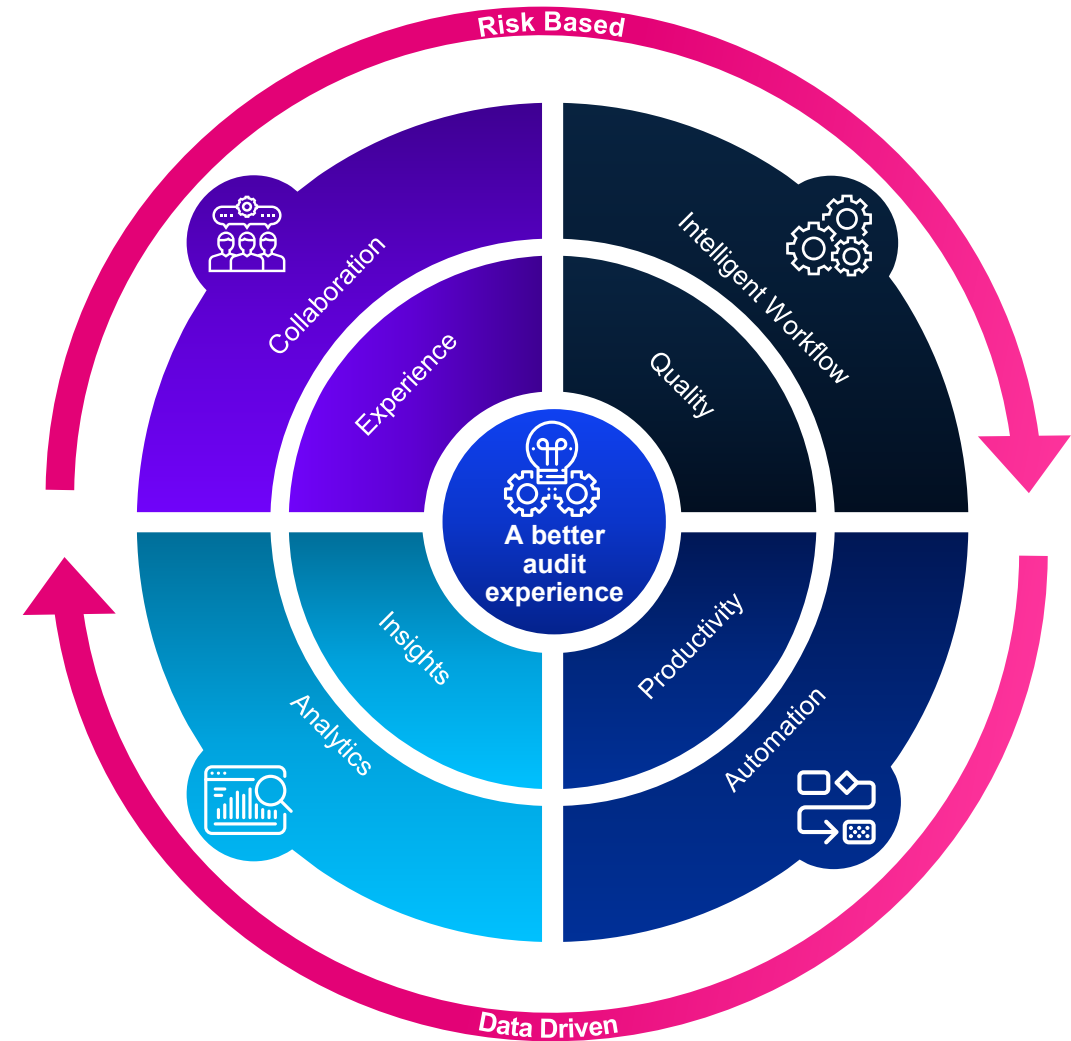 Risk Based
Collaboration
Intelligent Workflow
Experience
Quality
A better
audit
experience
Insights
Productivity
Analytics
Automation
Data Driven